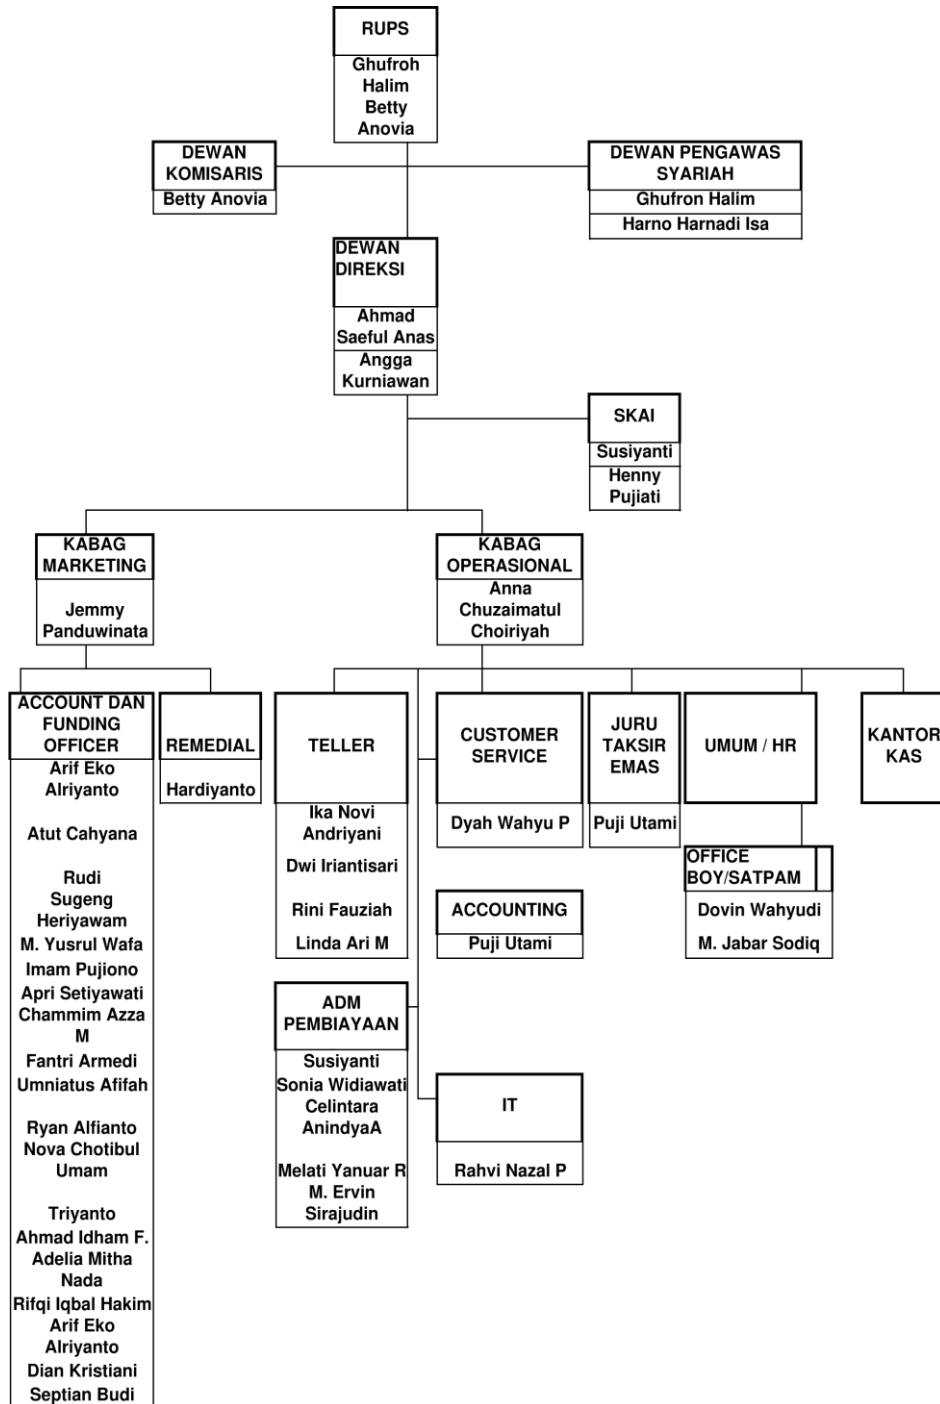 RUPS
Ghufroh
Halim
Betty
Anovia
DEWAN
KOMISARIS
Betty Anovia
DEWAN PENGAWAS
SYARIAH
Ghufron Halim
Harno Harnadi Isa
DEWAN
DIREKSI
Ahmad
Saeful Anas
Angga
Kurniawan
SKAI
Susiyanti
Henny
Pujiati
KABAG
MARKETING
Jemmy
Panduwinata
KABAG
OPERASIONAL
Anna
Chuzaimatul
Choiriyah
ACCOUNT DAN
FUNDING
OFFICER
Arif Eko
Alriyanto
Atut Cahyana
Rudi
Sugeng
Heriyawam
M. Yusrul Wafa
Imam Pujiono
Apri Setiyawati
Chammim Azza
M
Fantri Armedi
Umniatus Afifah
Ryan Alfianto
Nova Chotibul
Umam
Triyanto
Ahmad Idham F.
Adelia Mitha
Nada
Rifqi Iqbal Hakim
Arif Eko
Alriyanto
Dian Kristiani
Septian Budi
REMEDIAL
Hardiyanto
TELLER
Ika Novi
Andriyani
Dwi Iriantisari
Rini Fauziah
Linda Ari M
ADM
PEMBIAYAAN
Susiyanti
Sonia Widiawati
Celintara
AnindyaA
Melati Yanuar R
M. Ervin
Sirajudin
CUSTOMER
SERVICE
Dyah Wahyu P
ACCOUNTING
Puji Utami
IT
Rahvi Nazal P
JURU
TAKSIR
EMAS
Puji Utami
UMUM / HR
OFFICE
BOY/SATPAM
Dovin Wahyudi
M. Jabar Sodiq
KANTOR
KAS